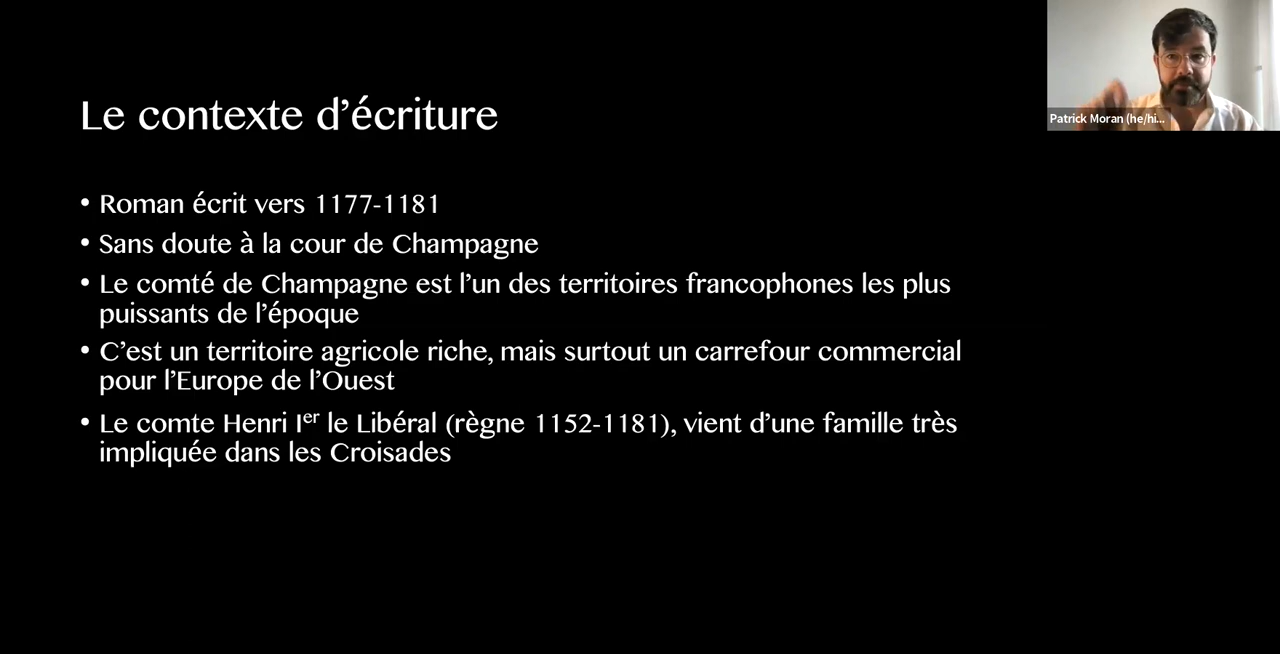 Le contexte d’écriture
Patrick Moran (he/hi...
• Roman écrit vers 1177-1181
• Sans doute à la cour de Champagne
• Le comté de Champagne est l’un des territoires francophones les plus
puissants de l’époque
• C’est un territoire agricole riche, mais surtout un carrefour commercial
pour l’Europe de l’Ouest
• Le comte Henri Ier le Libéral (règne 1152-1181), vient d’une famille très
impliquée dans les Croisades